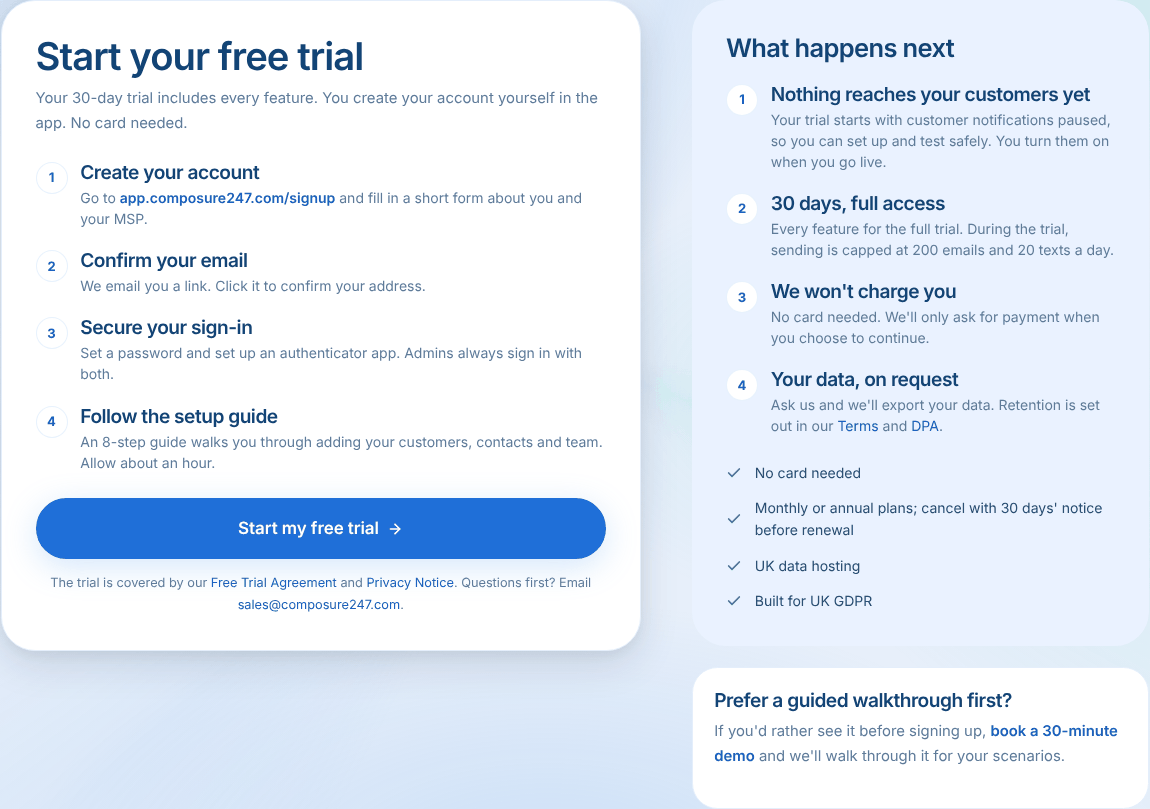 Start your free trial
Your 30-day trial includes every feature. You create your account yourself in the
app. No card needed.
1
Create your account
Go to app.composure247.com/signup and fill in a short form about you and
your MSP.
2
Confirm your email
We email you a link. Click it to confirm your address.
3
Secure your sign-in
Set a password and set up an authenticator app. Admins always sign in with
both.
4
Follow the setup guide
An 8-step guide walks you through adding your customers, contacts and team.
Allow about an hour.
Start my free trial →
The trial is covered by our Free Trial Agreement and Privacy Notice. Questions first? Email
sales@composure247.com.
What happens next
1
Nothing reaches your customers yet
Your trial starts with customer notifications paused,
so you can set up and test safely. You turn them on
when you go live.
2
30 days, full access
Every feature for the full trial. During the trial,
sending is capped at 200 emails and 20 texts a day.
3
We won't charge you
No card needed. We'll only ask for payment when
you choose to continue.
4
Your data, on request
Ask us and we'll export your data. Retention is set
out in our Terms and DPA.
No card needed
Monthly or annual plans; cancel with 30 days' notice
before renewal
UK data hosting
Built for UK GDPR
Prefer a guided walkthrough first?
If you'd rather see it before signing up, book a 30-minute
demo and we'll walk through it for your scenarios.